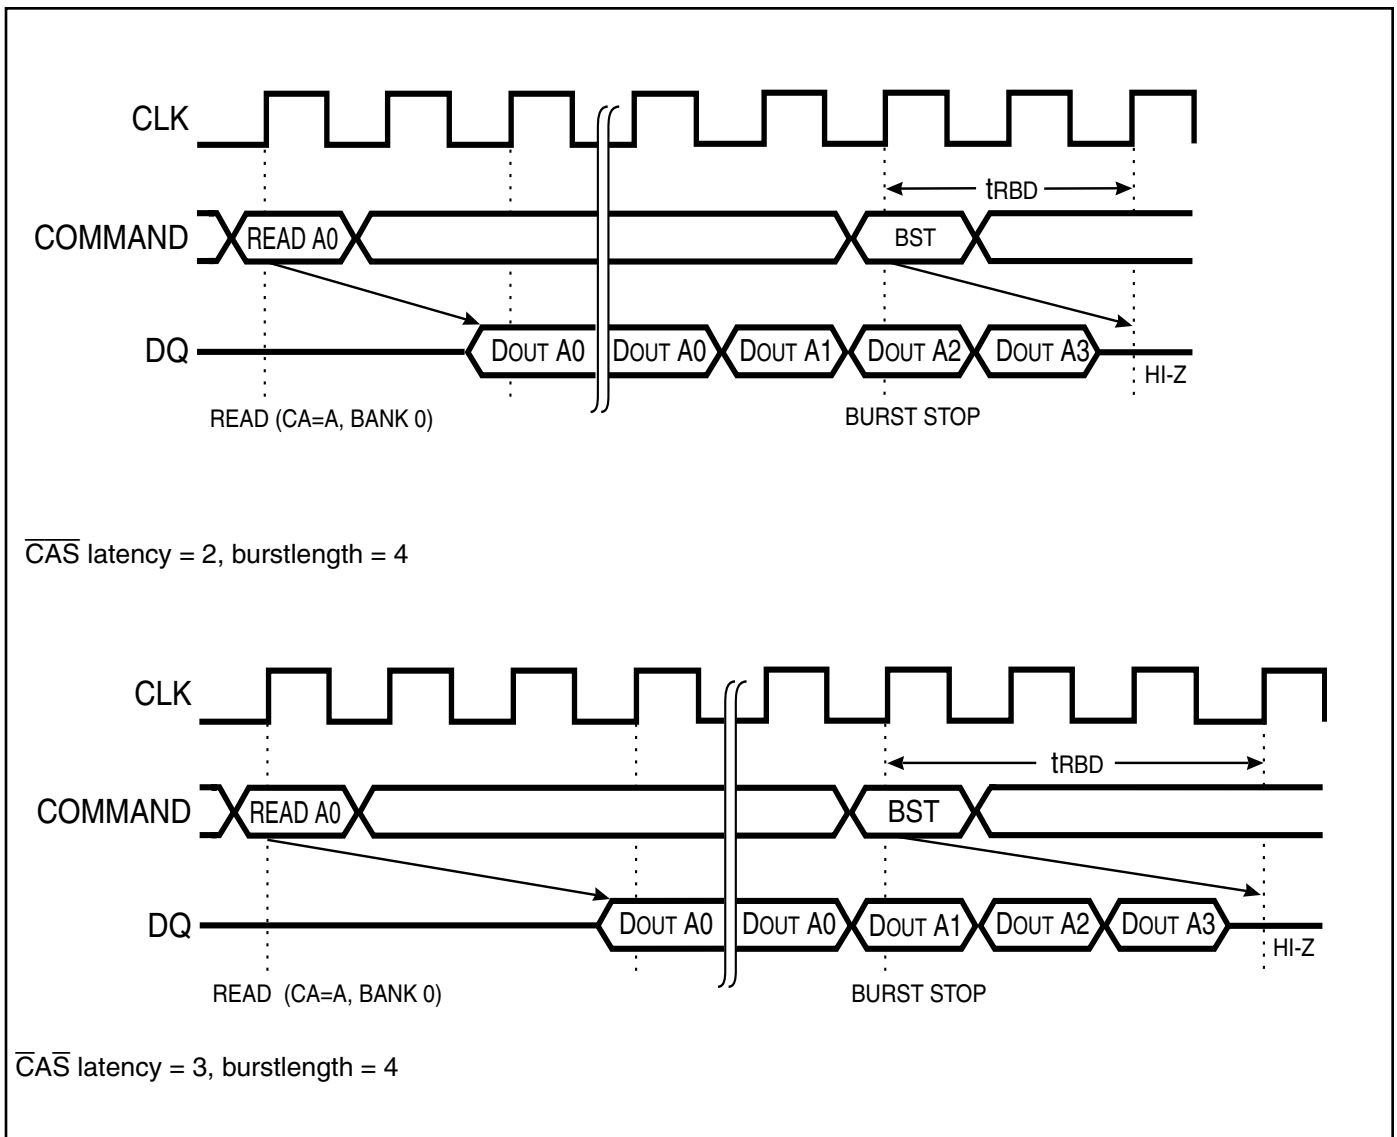 CLK
tRBD
COMMAND READ A0 BST
DQ DOUT A0 DOUT A0 DOUT A1 DOUT A2 DOUT A3
HI-Z
READ (CA=A, BANK 0) BURST STOP
CAS latency = 2, burstlength = 4
CLK
tRBD
COMMAND READ A0 BST
DQ DOUT A0 DOUT A0 DOUT A1 DOUT A2 DOUT A3
HI-Z
READ (CA=A, BANK 0) BURST STOP
CAS latency = 3, burstlength = 4